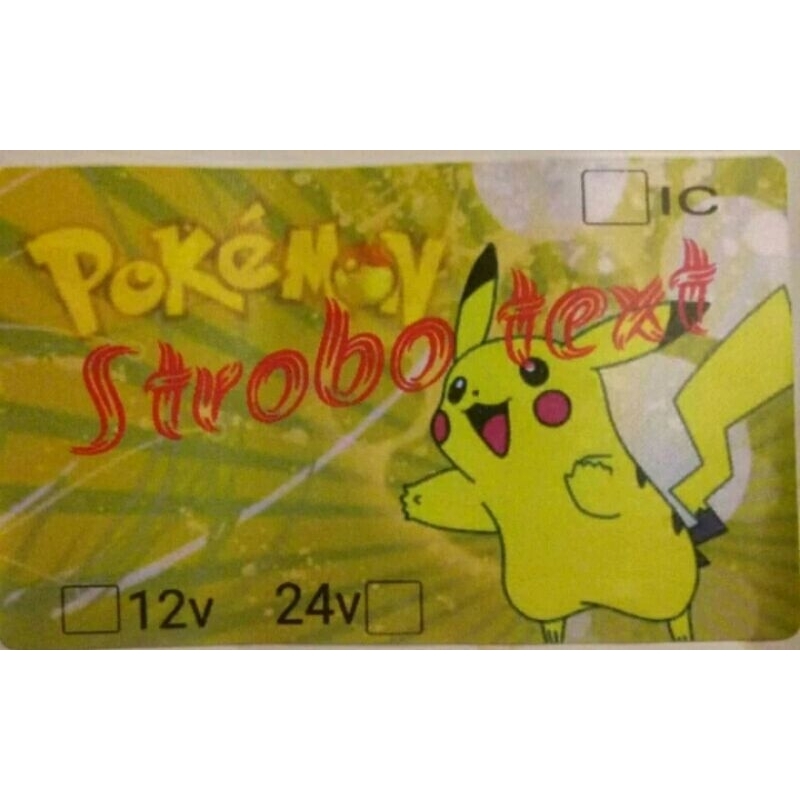 IC
POKéMON
Strobo text
12v 24v